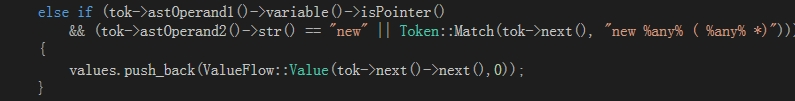 else if (tok->astOperand1()->variable()->isPointer()
&& (tok->astOperand2()->str() == "new" || Token::Match(tok->next(), "new %any% ( %any% *)")))
{
values.push_back(ValueFlow::Value(tok->next()->next(),0));
}